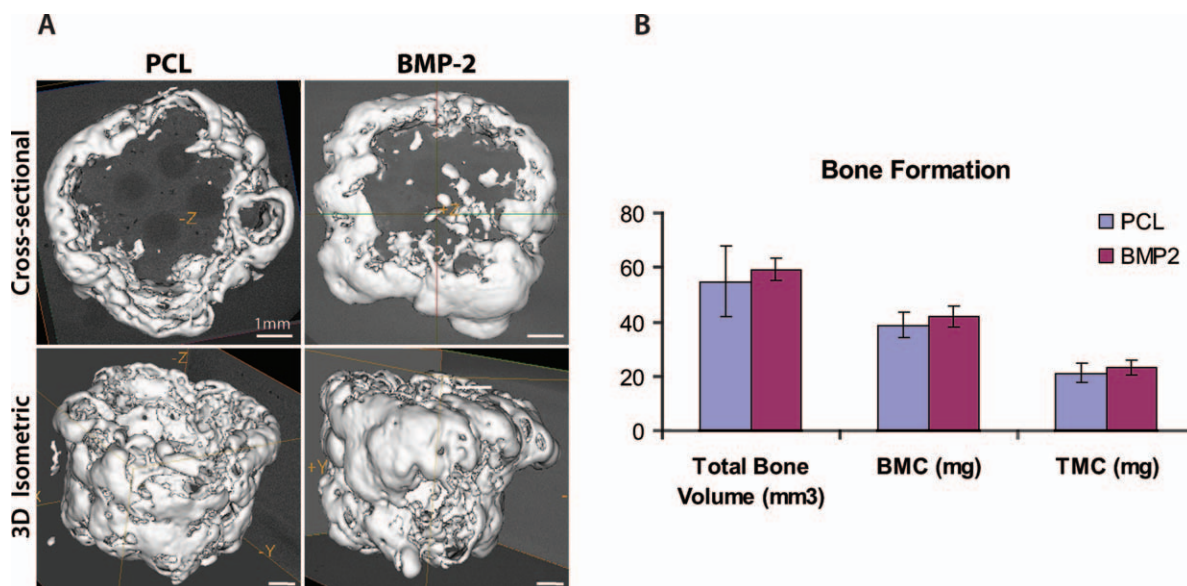 A
PCL
BMP-2
Cross-sectional
-Z
+Z
1mm
3D Isometric
-Z
-Y
+Y
B
Bone Formation
80
60
40
20
0
PCL
BMP2
Total Bone
Volume (mm3)
BMC (mg)
TMC (mg)